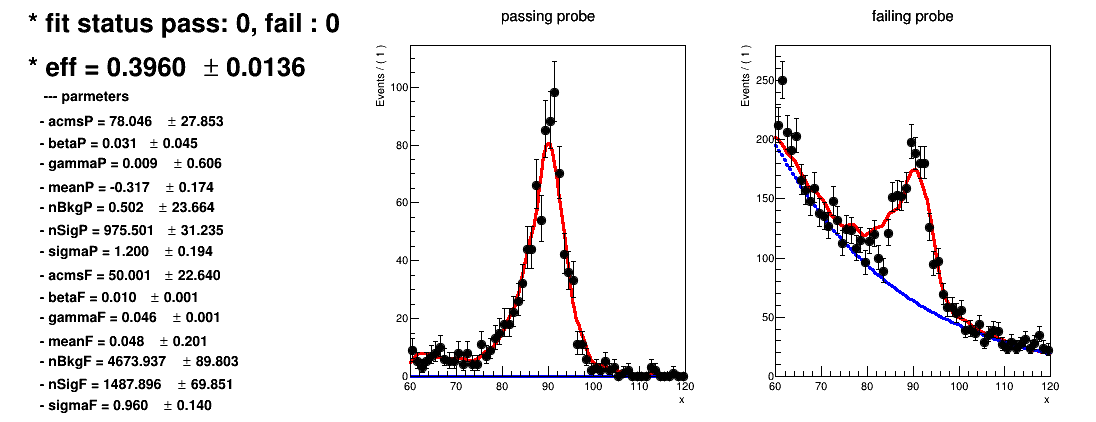 * fit status pass: 0, fail : 0
* eff = 0.3960 ± 0.0136
--- parmeters
- acmsP = 78.046 ± 27.853
- betaP = 0.031 ± 0.045
- gammaP = 0.009 ± 0.606
- meanP = -0.317 ± 0.174
- nBkgP = 0.502 ± 23.664
- nSigP = 975.501 ± 31.235
- sigmaP = 1.200 ± 0.194
- acmsF = 50.001 ± 22.640
- betaF = 0.010 ± 0.001
- gammaF = 0.046 ± 0.001
- meanF = 0.048 ± 0.201
- nBkgF = 4673.937 ± 89.803
- nSigF = 1487.896 ± 69.851
- sigmaF = 0.960 ± 0.140
passing probe
Events / ( 1 )
100
80
60
40
20
0
60 70 80 90 100 110 120
x
failing probe
Events / ( 1 )
250
200
150
100
50
0
60 70 80 90 100 110 120
x